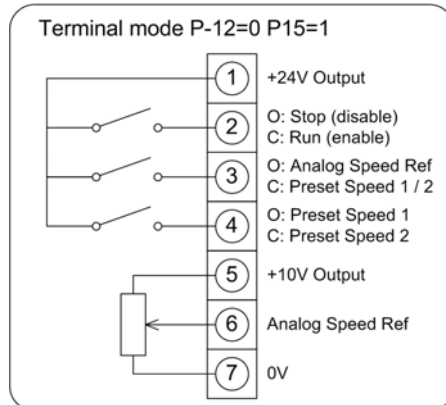 Terminal mode P-12=0 P15=1
1 +24V Output
2 O: Stop (disable)
C: Run (enable)
3 O: Analog Speed Ref
C: Preset Speed 1 / 2
4 O: Preset Speed 1
C: Preset Speed 2
5 +10V Output
6 Analog Speed Ref
7 0V